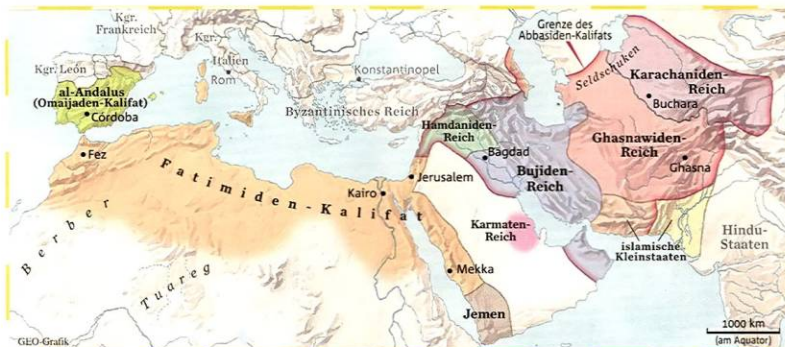 Kgr.
Frankreich
Grenze des
Abbasiden-Kalifats
Kgr. León
Kgr.
Italien
Rom
Konstantinopel
Seldschuken
Karachaniden-
Reich
Buchara
al-Andalus
(Omaijaden-Kalifat)
Córdoba
Byzantinisches Reich
Hamdaniden-
Reich
Bagdad
Ghasnawiden-
Reich
Ghasna
Fez
Fatimiden-Kalifat
Kairo
Jerusalem
Bujiden-
Reich
Berber
Tuareg
Karmaten-
Reich
islamische
Kleinstaaten
Hindu-
Staaten
Mekka
Jemen
GEO-Grafik
1000 km
(am Äquator)